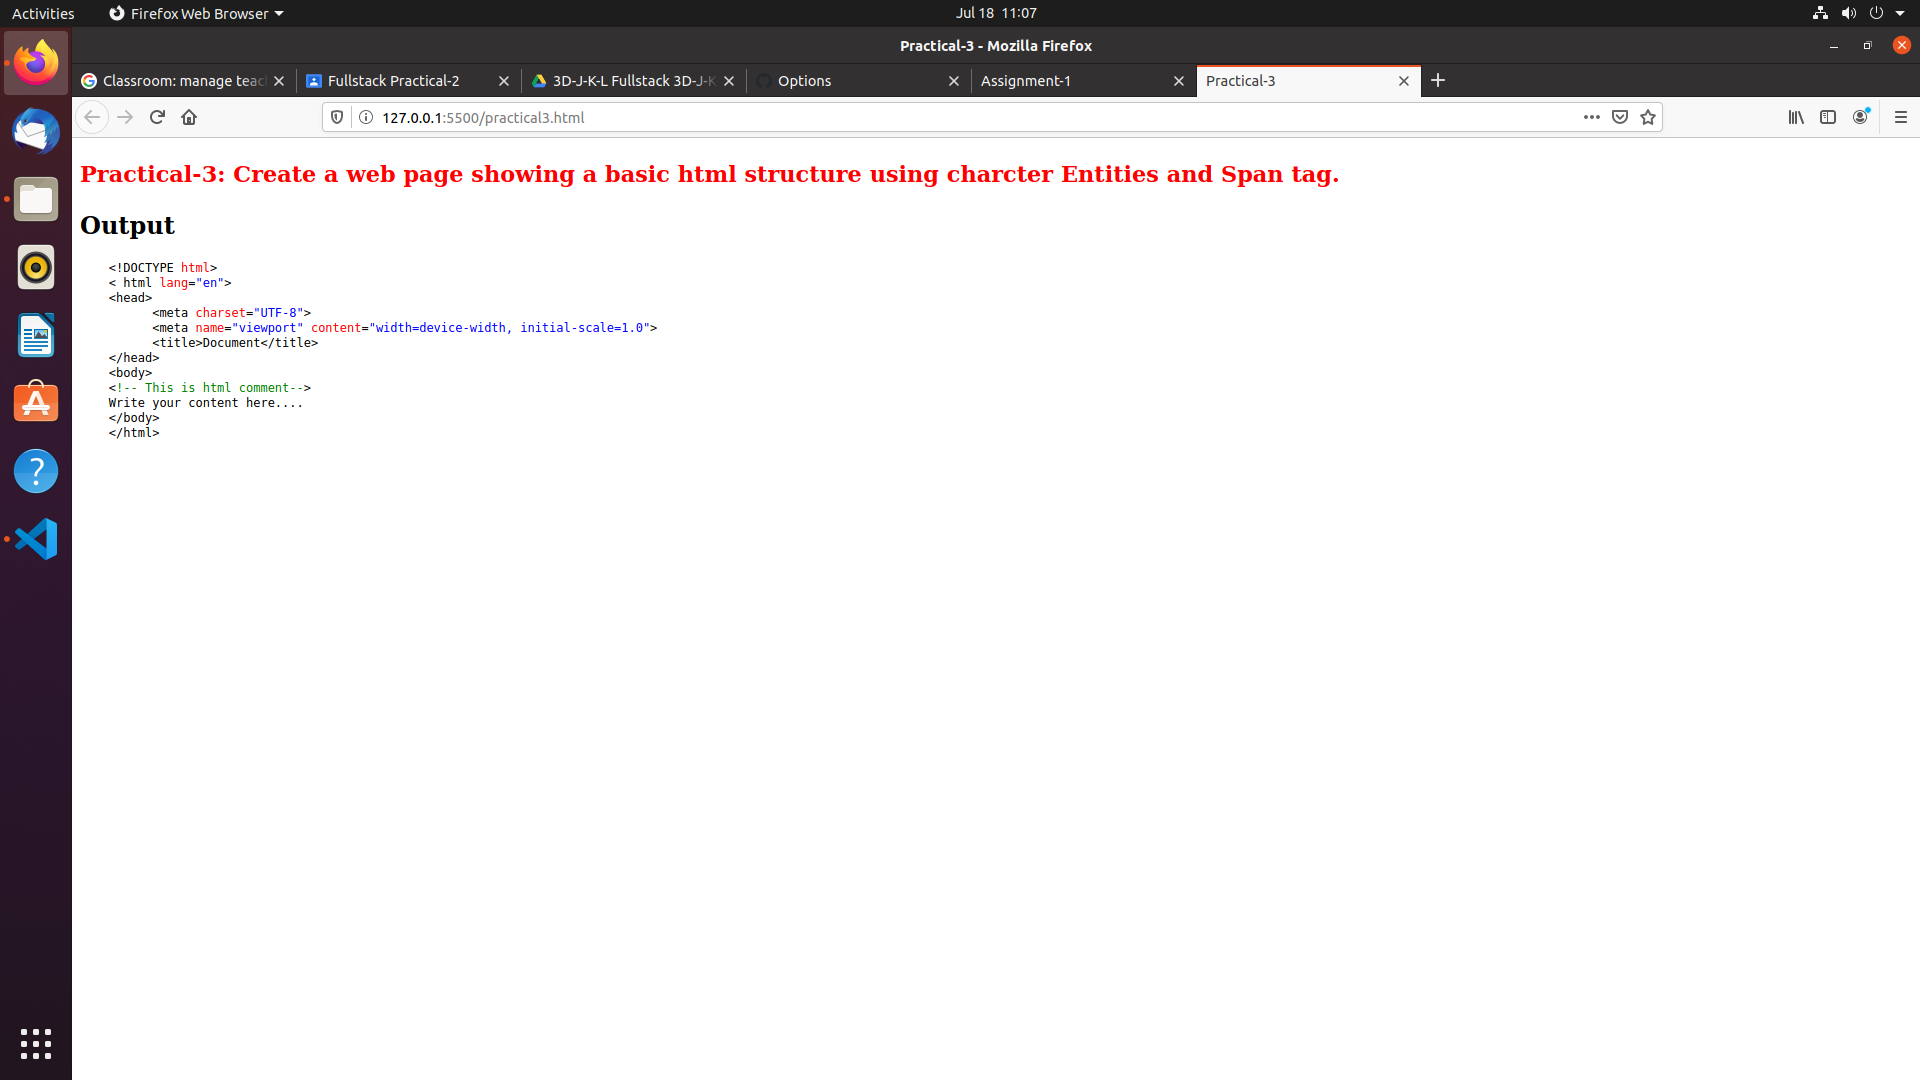 Activities
Firefox Web Browser
Jul 18 11:07
Practical-3 - Mozilla Firefox
Classroom: manage teac
Fullstack Practical-2
3D-J-K-L Fullstack 3D-J-K
Options
Assignment-1
Practical-3
127.0.0.1:5500/practical3.html
Practical-3: Create a web page showing a basic html structure using charcter Entities and Span tag.
Output
<!DOCTYPE html>
< html lang="en">
<head>
<meta charset="UTF-8">
<meta name="viewport" content="width=device-width, initial-scale=1.0">
<title>Document</title>
</head>
<body>
<!-- This is html comment-->
Write your content here....
</body>
</html>